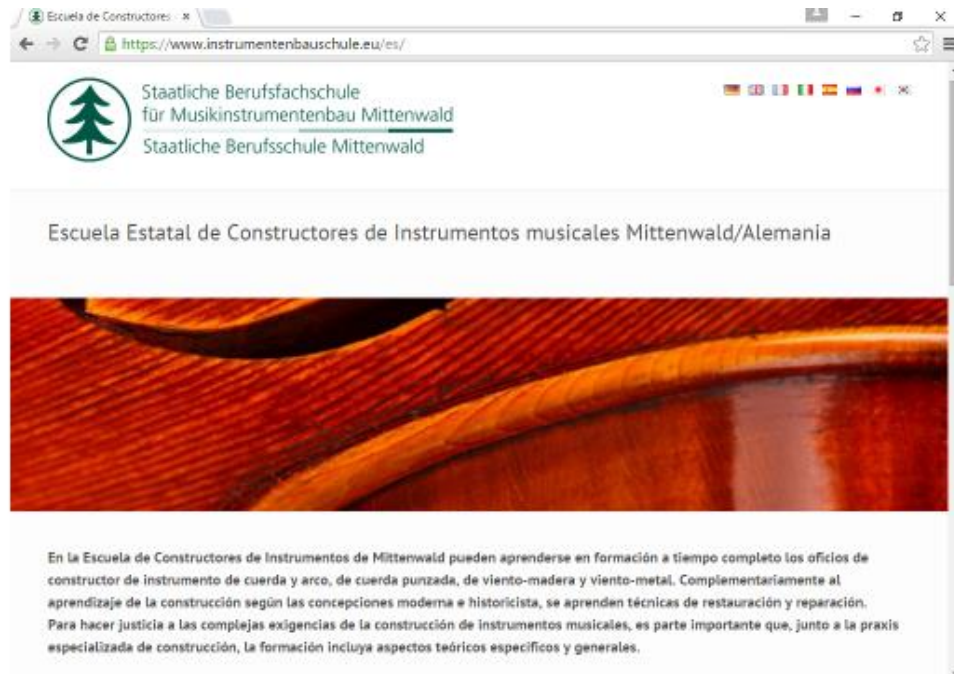 Escuela de Constructores
https://www.instrumentenbauschule.eu/es/
Staatliche Berufsfachschule
für Musikinstrumentenbau Mittenwald
Staatliche Berufsschule Mittenwald
Escuela Estatal de Constructores de Instrumentos musicales Mittenwald/Alemania
En la Escuela de Constructores de Instrumentos de Mittenwald pueden aprenderse en formación a tiempo completo los oficios de
constructor de instrumento de cuerda y arco, de cuerda punzada, de viento-madera y viento-metal. Complementariamente al
aprendizaje de la construcción según las concepciones moderna e historicista, se aprenden técnicas de restauración y reparación.
Para hacer justicia a las complejas exigencias de la construcción de instrumentos musicales, es parte importante que, junto a la praxis
especializada de construcción, la formación incluya aspectos teóricos específicos y generales.